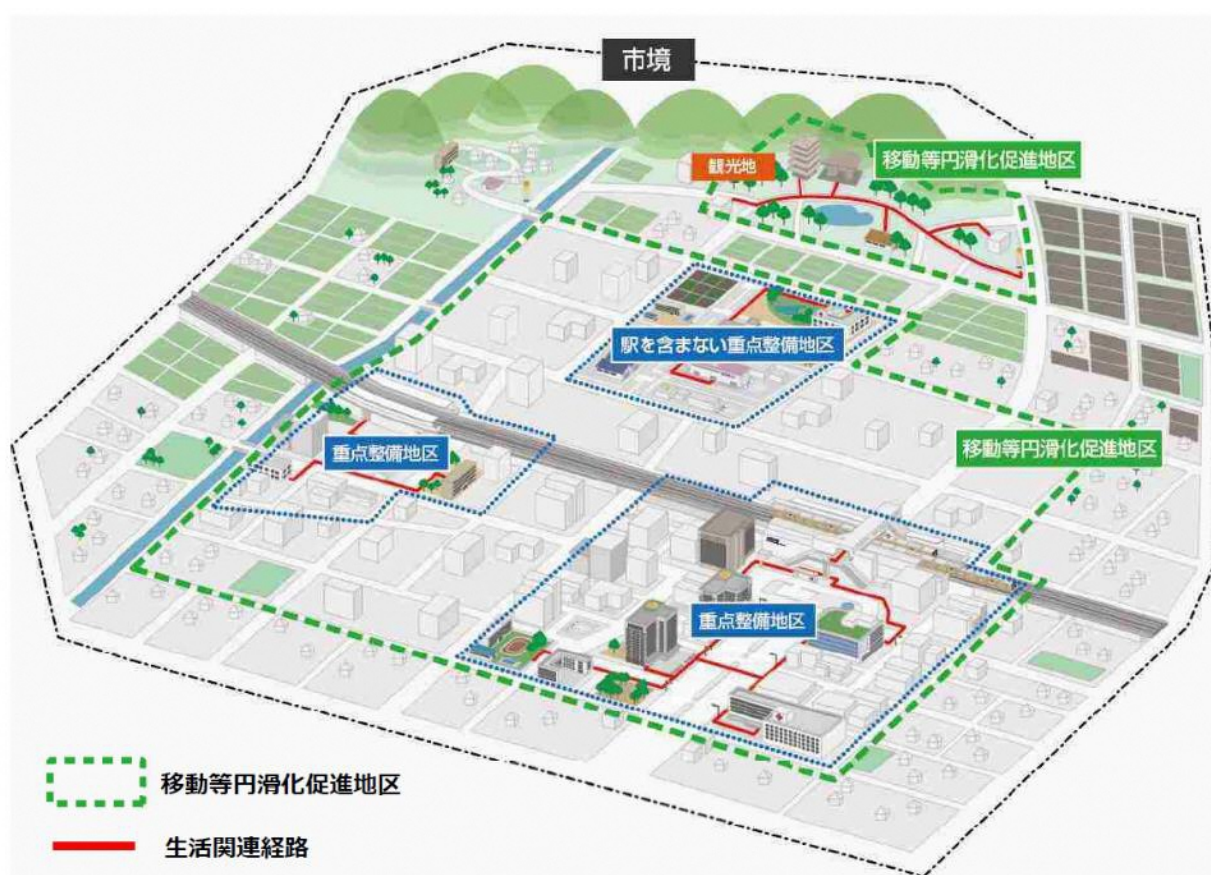 市境
観光地
移動等円滑化促進地区
駅を含まない重点整備地区
重点整備地区
移動等円滑化促進地区
重点整備地区
移動等円滑化促進地区
生活関連経路